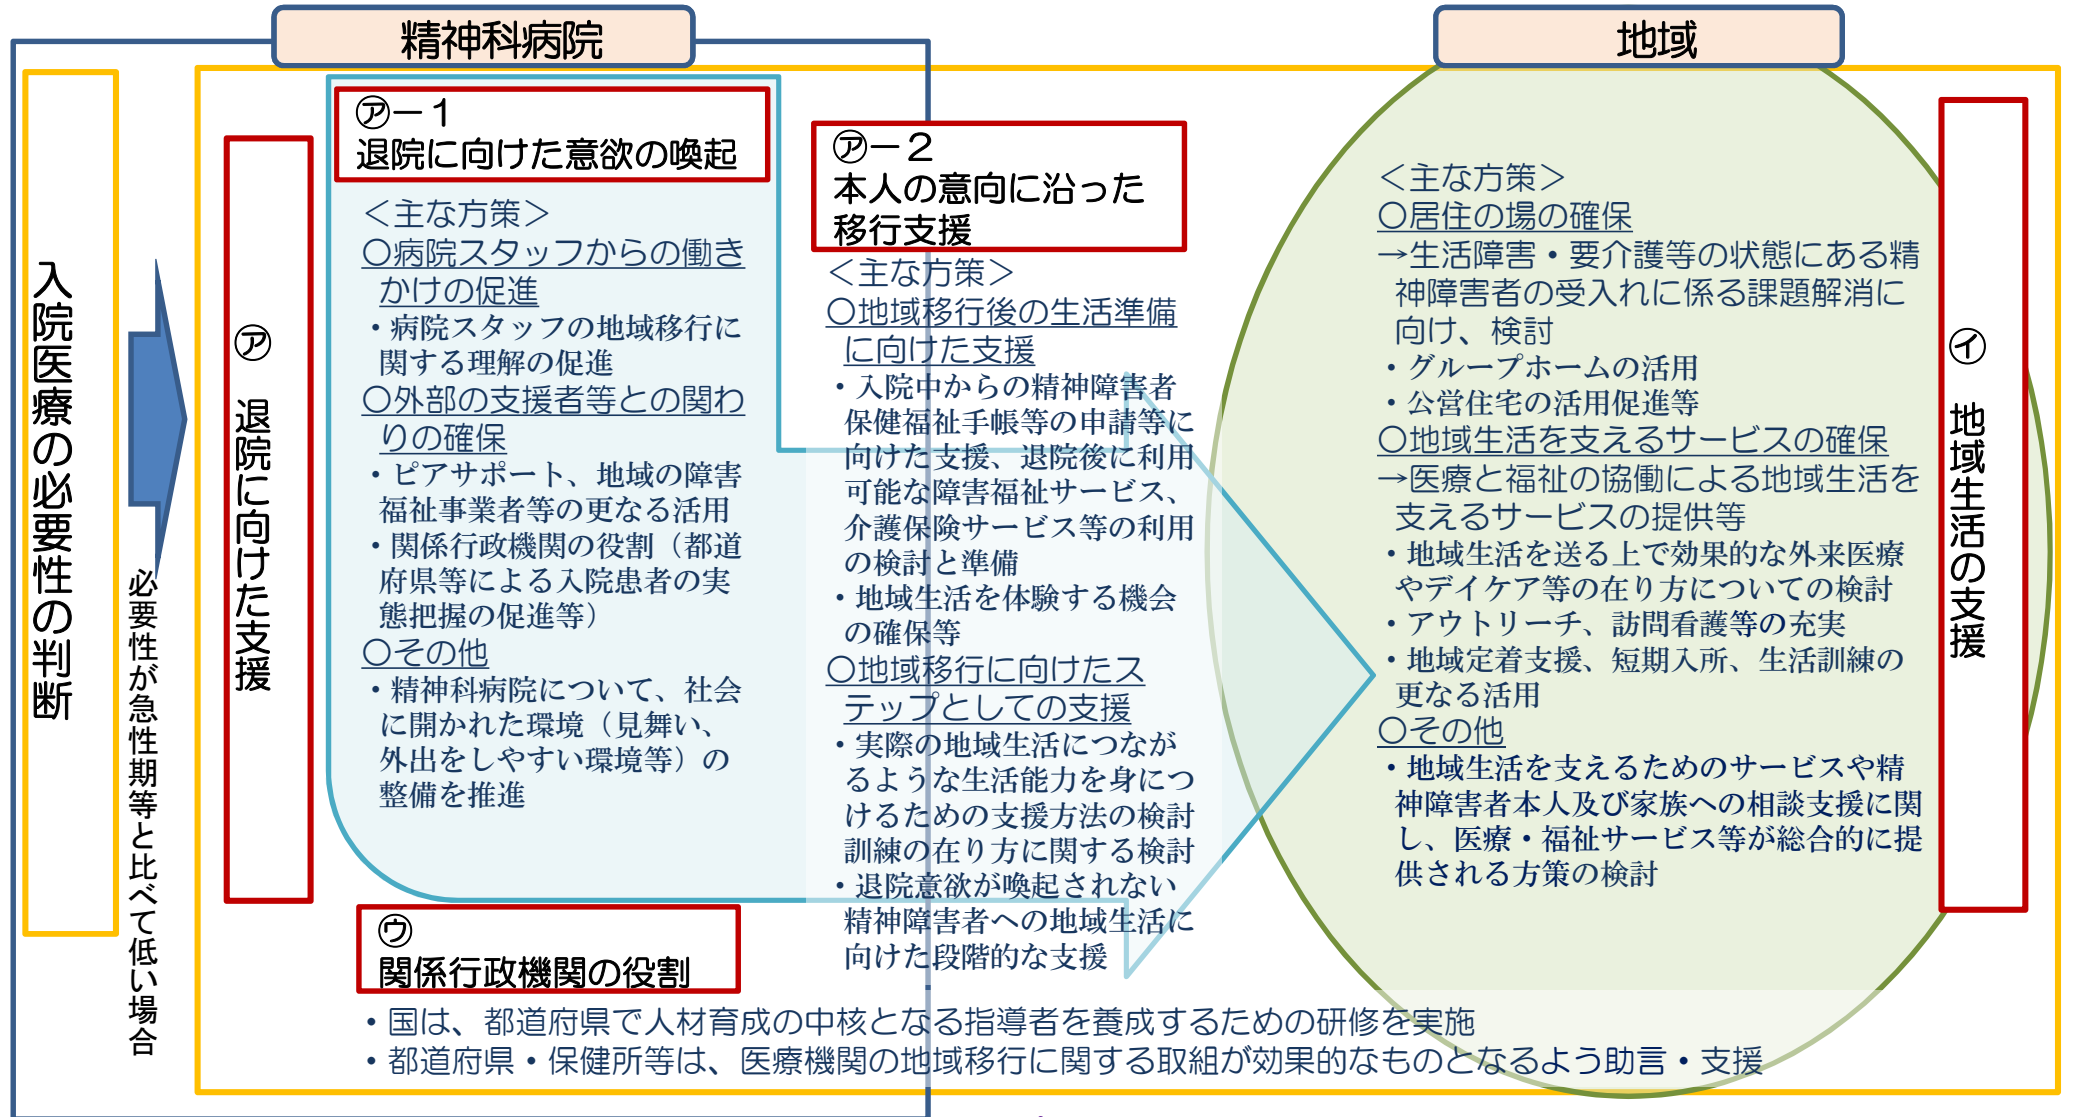 精神科病院
地域
入院医療の必要性の判断
必要性が急性期等と比べて低い場合
㋐　退院に向けた支援
㋐－１
退院に向けた意欲の喚起
＜主な方策＞
〇病院スタッフからの働き
かけの促進
・病院スタッフの地域移行に
関する理解の促進
〇外部の支援者等との関わ
りの確保
・ピアサポート、地域の障害
福祉事業者等の更なる活用
・関係行政機関の役割（都道
府県等による入院患者の実
態把握の促進等）
〇その他
・精神科病院について、社会
に開かれた環境（見舞い、
外出をしやすい環境等）の
整備を推進
㋐－２
本人の意向に沿った
移行支援
＜主な方策＞
〇地域移行後の生活準備
に向けた支援
・入院中からの精神障害者
保健福祉手帳等の申請等に
向けた支援、退院後に利用
可能な障害福祉サービス、
介護保険サービス等の利用
の検討と準備
・地域生活を体験する機会
の確保等
〇地域移行に向けたス
テップとしての支援
・実際の地域生活につなが
るような生活能力を身につ
けるための支援方法の検討
訓練の在り方に関する検討
・退院意欲が喚起されない
精神障害者への地域生活に
向けた段階的な支援
＜主な方策＞
〇居住の場の確保
→生活障害・要介護等の状態にある精
神障害者の受入れに係る課題解消に
向け、検討
・グループホームの活用
・公営住宅の活用促進等
〇地域生活を支えるサービスの確保
→医療と福祉の協働による地域生活を
支えるサービスの提供等
・地域生活を送る上で効果的な外来医療
やデイケア等の在り方についての検討
・アウトリーチ、訪問看護等の充実
・地域定着支援、短期入所、生活訓練の
更なる活用
〇その他
・地域生活を支えるためのサービスや精
神障害者本人及び家族への相談支援に関
し、医療・福祉サービス等が総合的に提
供される方策の検討
㋑　地域生活の支援
㋒
関係行政機関の役割
・国は、都道府県で人材育成の中核となる指導者を養成するための研修を実施
・都道府県・保健所等は、医療機関の地域移行に関する取組が効果的なものとなるよう助言・支援